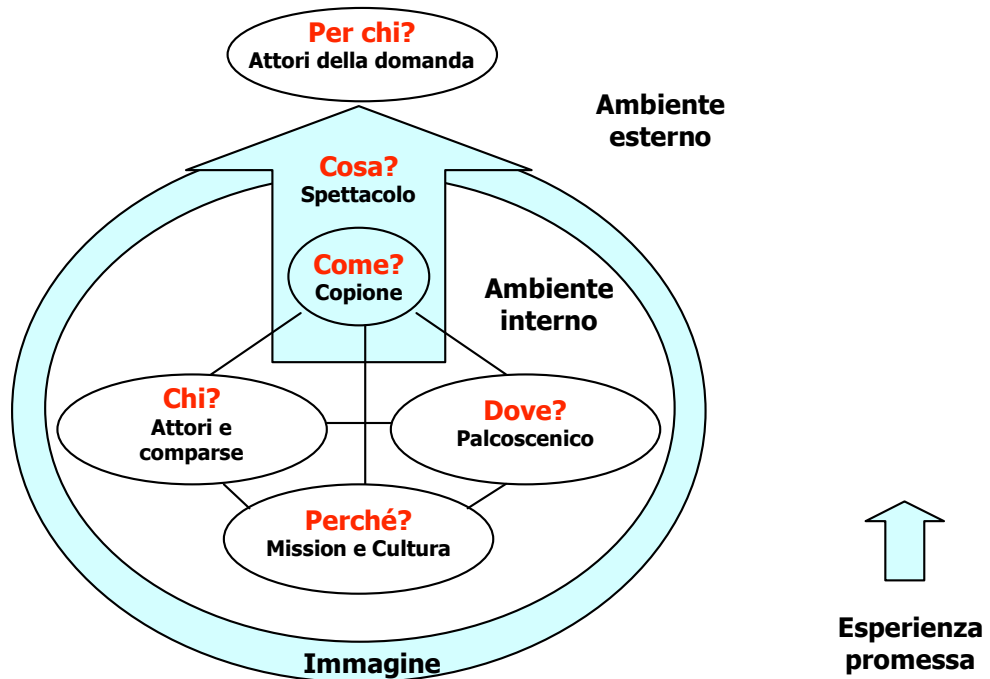 Per chi?
Attori della domanda
Ambiente
esterno
Cosa?
Spettacolo
Come?
Copione
Ambiente
interno
Chi?
Attori e
comparse
Dove?
Palcoscenico
Perché?
Mission e Cultura
Immagine
Esperienza
promessa